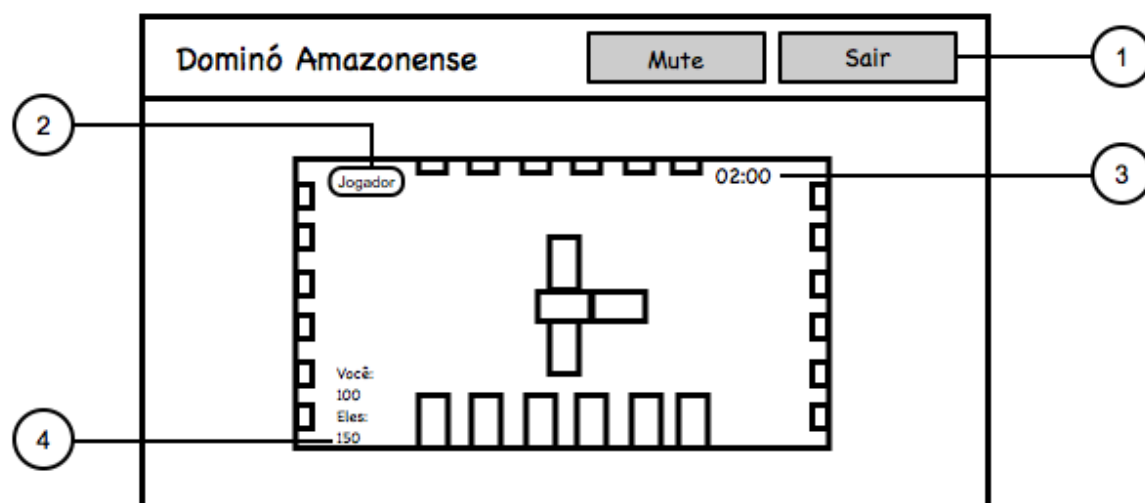 Dominó Amazonense
Mute
Sair
1
2
Jogador
02:00
3
Você:
100
Eles:
150
4